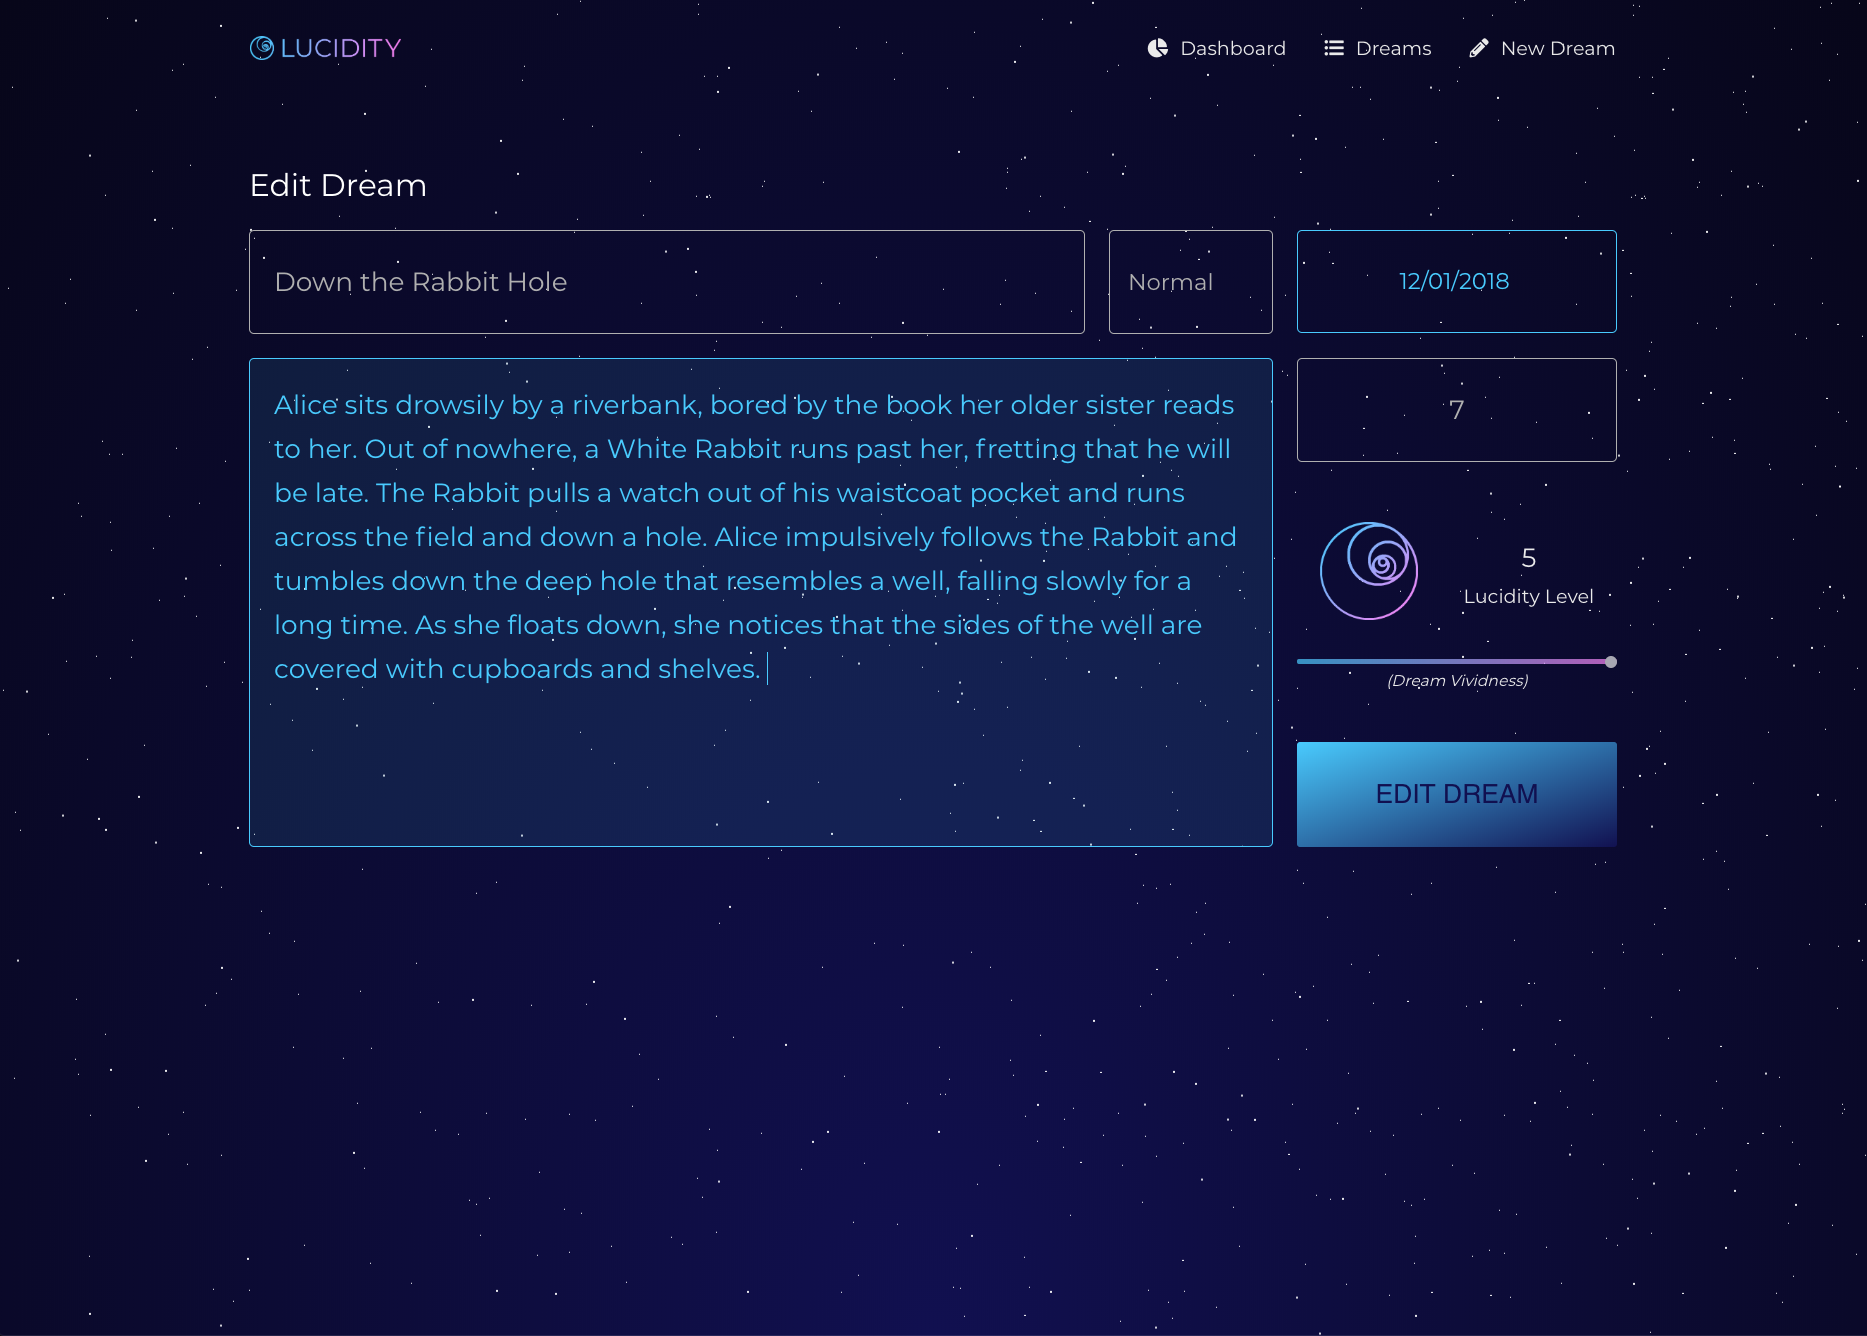 LUCIDITY
Dashboard
Dreams
New Dream
Edit Dream
Down the Rabbit Hole
Normal
12/01/2018
Alice sits drowsily by a riverbank, bored by the book her older sister reads
to her. Out of nowhere, a White Rabbit runs past her, fretting that he will
be late. The Rabbit pulls a watch out of his waistcoat pocket and runs
across the field and down a hole. Alice impulsively follows the Rabbit and
tumbles down the deep hole that resembles a well, falling slowly for a
long time. As she floats down, she notices that the sides of the well are
covered with cupboards and shelves.
7
5
Lucidity Level
(Dream Vividness)
EDIT DREAM